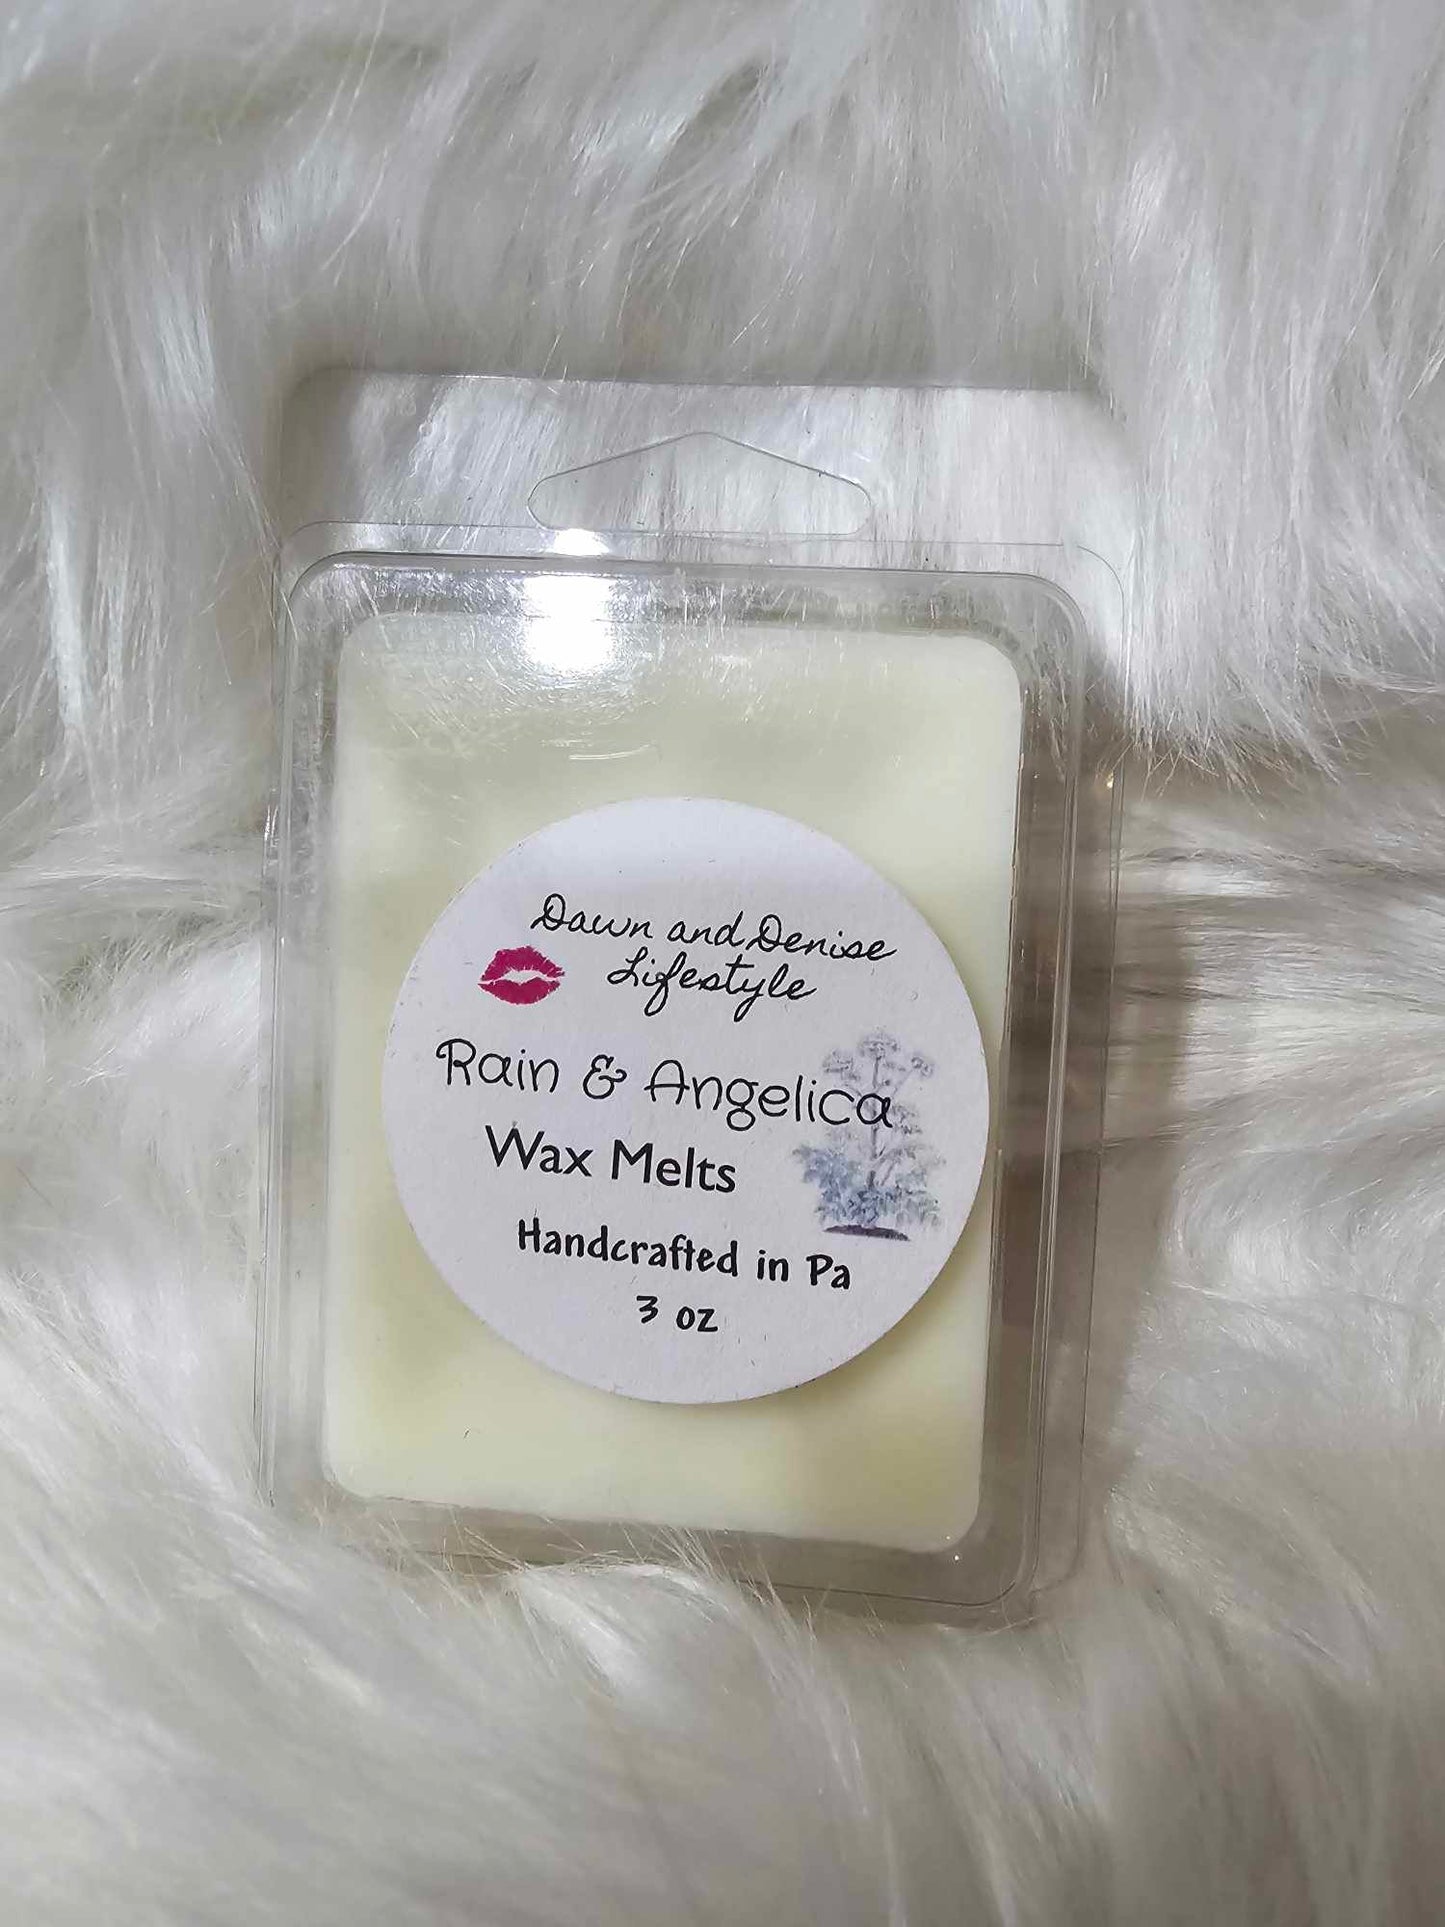 Dawn and Denise
Lifestyle
Rain & Angelica
Wax Melts
Handcrafted in Pa
3 oz